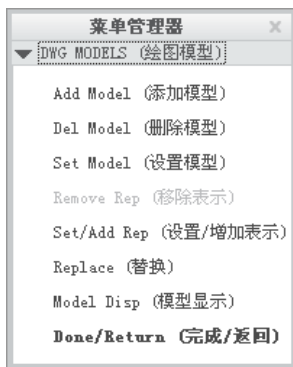 菜单管理器
DWG MODELS (绘图模型)
Add Model (添加模型)
Del Model (删除模型)
Set Model (设置模型)
Remove Rep (移除表示)
Set/Add Rep (设置/增加表示)
Replace (替换)
Model Disp (模型显示)
Done/Return (完成/返回)